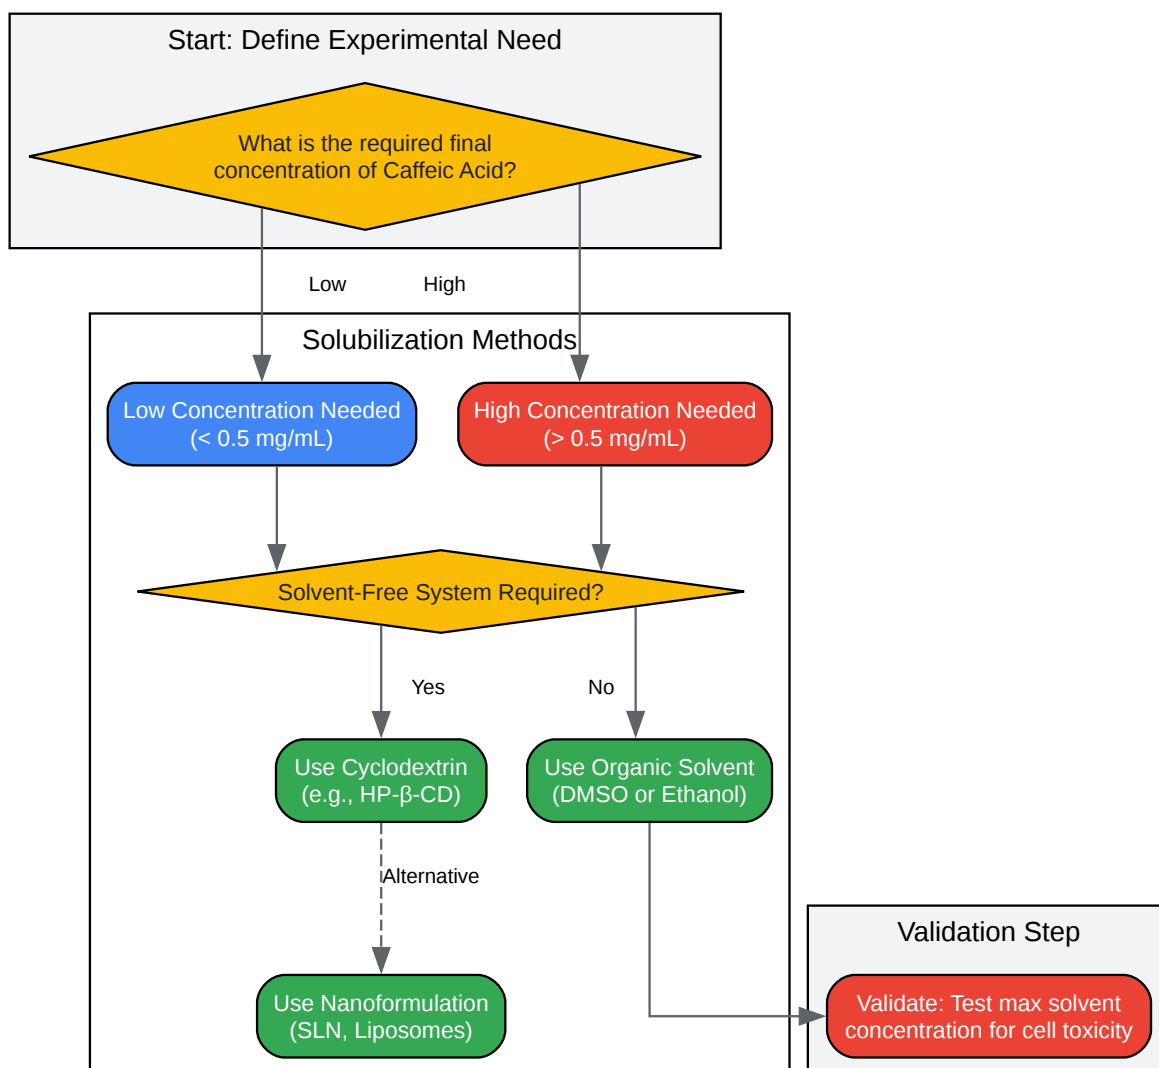 Start: Define Experimental Need
What is the required final
concentration of Caffeic Acid?
Low
High
Solubilization Methods
Low Concentration Needed
(< 0.5 mg/mL)
High Concentration Needed
(> 0.5 mg/mL)
Solvent-Free System Required?
Yes
No
Use Cyclodextrin
(e.g., HP-β-CD)
Use Organic Solvent
(DMSO or Ethanol)
Alternative
Use Nanoformulation
(SLN, Liposomes)
Validation Step
Validate: Test max solvent
concentration for cell toxicity